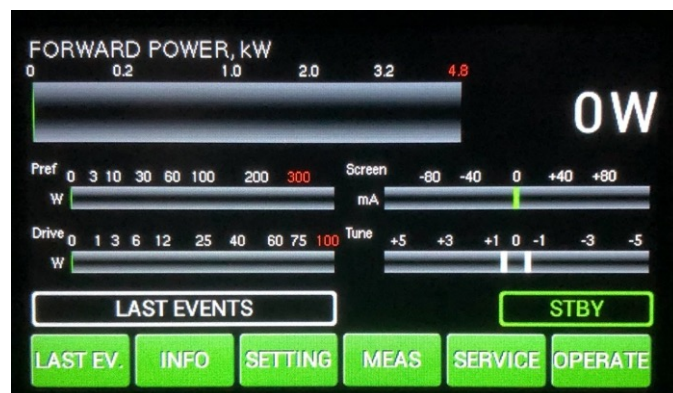 FORWARD POWER, kW
0 0.2 1.0 2.0 3.2 4.8
0W
Pref 0 3 10 30 60 100 200 300
W
Screen -80 -40 0 +40 +80
mA
Drive 0 1 3 6 12 25 40 60 75 100
W
Tune +5 +3 +1 0 -1 -3 -5
LAST EVENTS
STBY
LAST EV. INFO SETTING MEAS SERVICE OPERATE